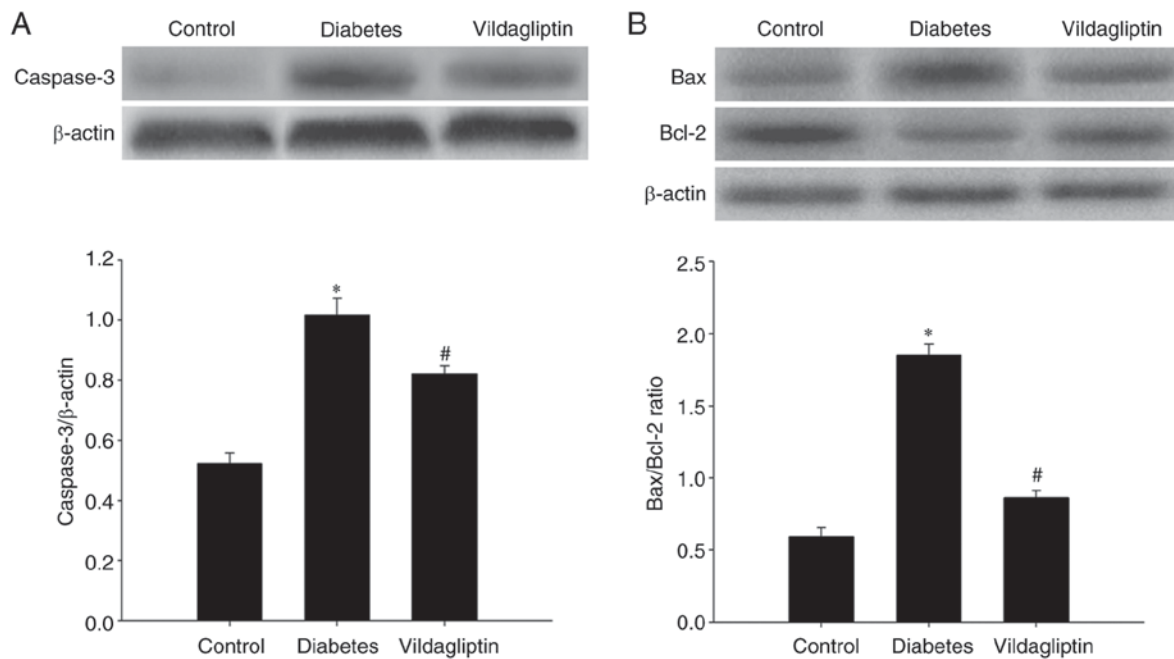 A
Control Diabetes Vildagliptin
Caspase-3
β-actin
1.2
1.0
0.8
0.6
0.4
0.2
0.0
Caspase-3/β-actin
*
#
Control Diabetes Vildagliptin
B
Control Diabetes Vildagliptin
Bax
Bcl-2
β-actin
2.5
2.0
1.5
1.0
0.5
0.0
Bax/Bcl-2 ratio
*
#
Control Diabetes Vildagliptin